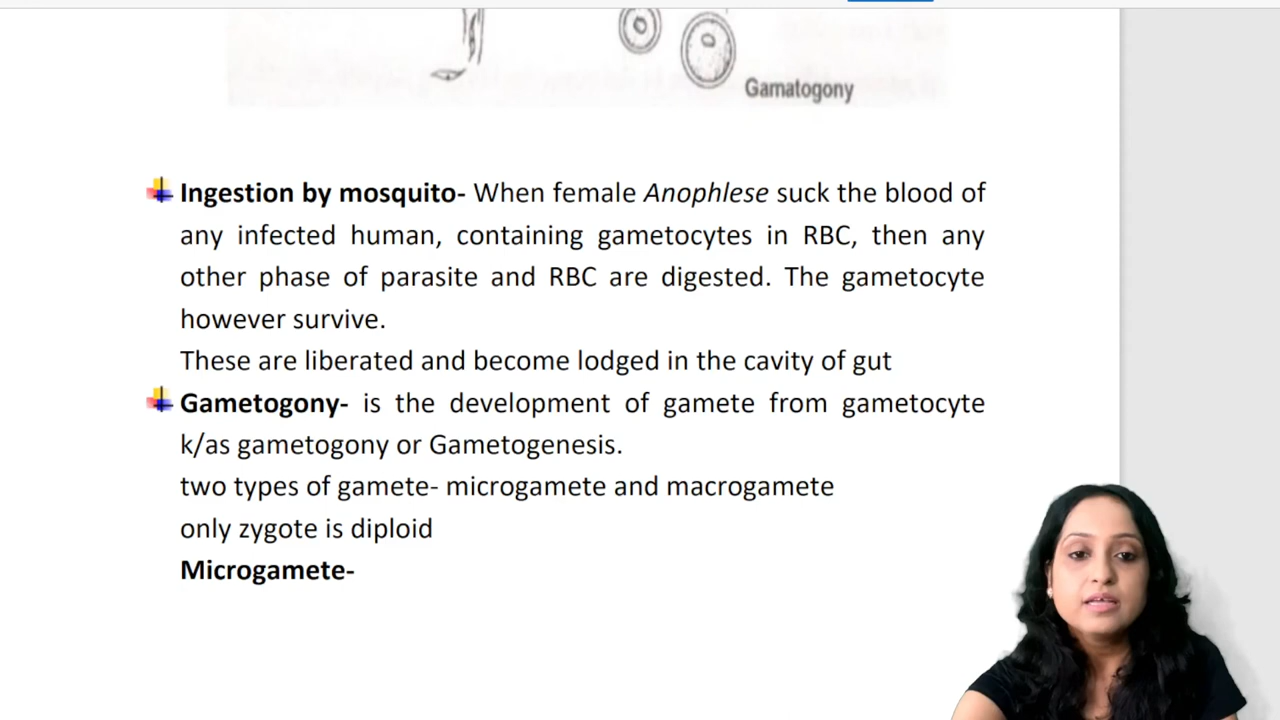 Gamatogony
Ingestion by mosquito- When female Anophlese suck the blood of
any infected human, containing gametocytes in RBC, then any
other phase of parasite and RBC are digested. The gametocyte
however survive.
These are liberated and become lodged in the cavity of gut
Gametogony- is the development of gamete from gametocyte
k/as gametogony or Gametogenesis.
two types of gamete- microgamete and macrogamete
only zygote is diploid
Microgamete-